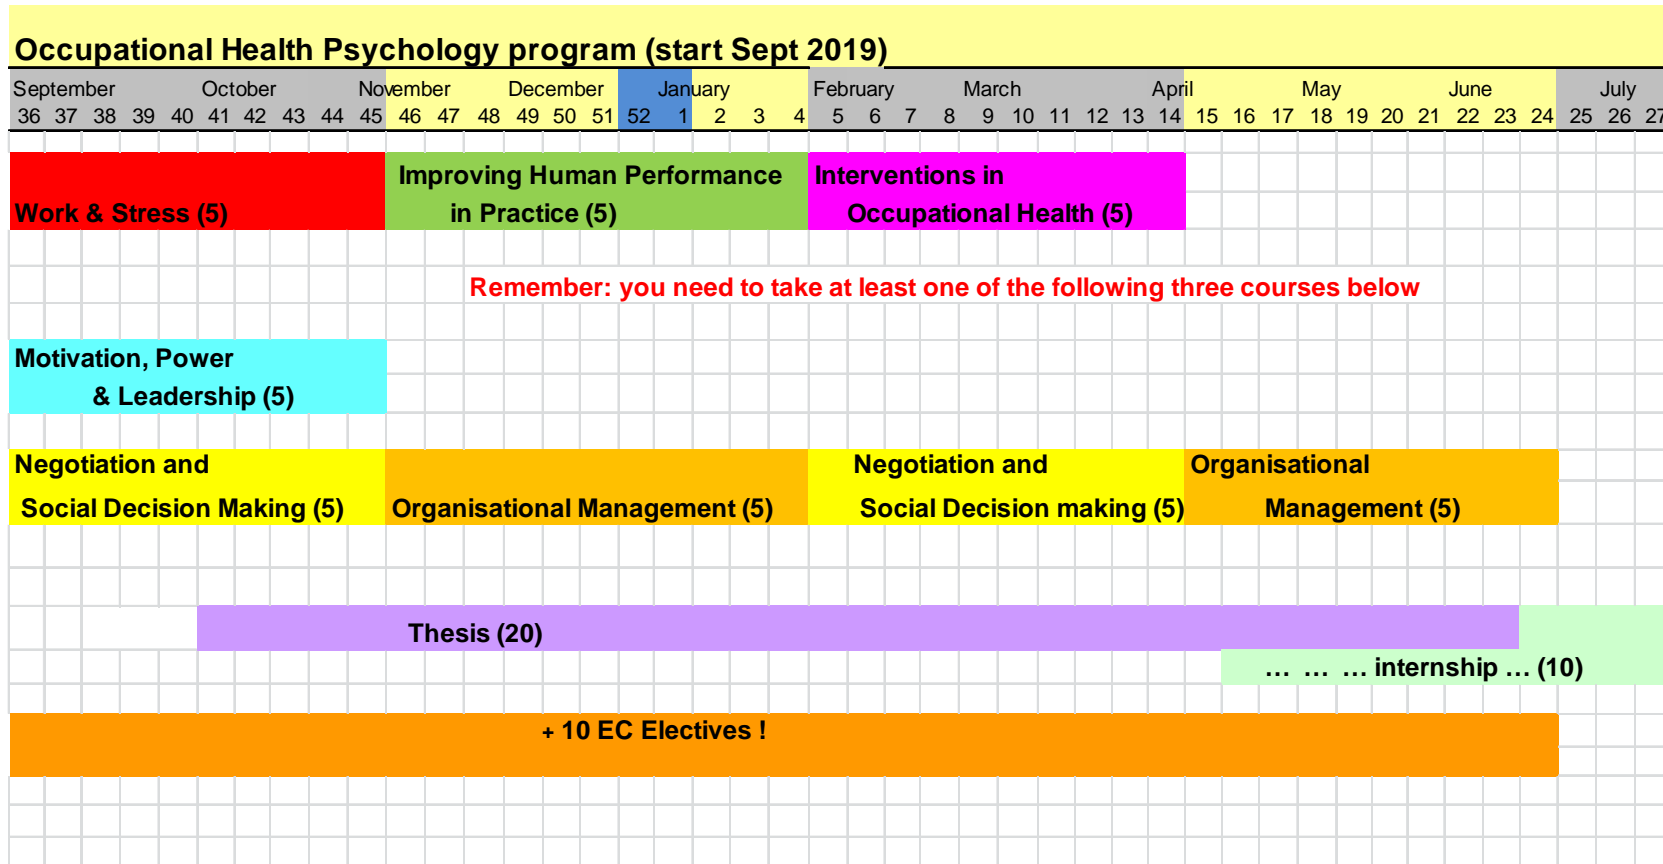 Occupational Health Psychology program (start Sept 2019)
September October November December January February March April May June July
36 37 38 39 40 41 42 43 44 45 46 47 48 49 50 51 52 1 2 3 4 5 6 7 8 9 10 11 12 13 14 15 16 17 18 19 20 21 22 23 24 25 26 27
Improving Human Performance Interventions in
Work & Stress (5) in Practice (5) Occupational Health (5)
Remember: you need to take at least one of the following three courses below
Motivation, Power
& Leadership (5)
Negotiation and Negotiation and Organisational
Social Decision Making (5) Organisational Management (5) Social Decision making (5) Management (5)
Thesis (20)
… … … internship … (10)
+ 10 EC Electives !